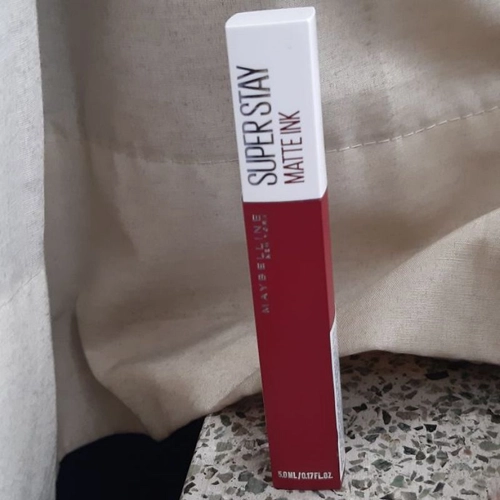 SUPER STAY
MATTE INK
MAYBELLINE
NEW YORK
5.0 ML / 0.17 FL. OZ.